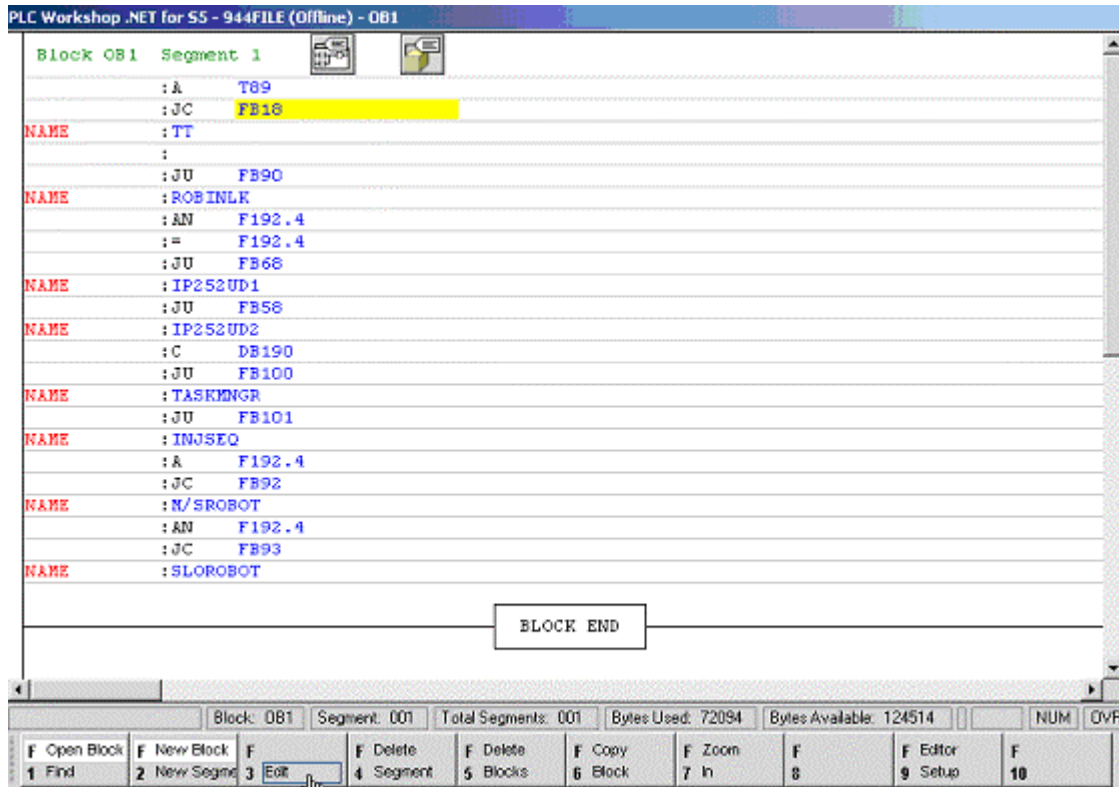 PLC Workshop .NET for S5 - 944FILE (Offline) - OB1
Block OB1 Segment 1
:A T89
:JC FB18
NAME :TT
:
:JU FB90
NAME :ROBINLK
:AN F192.4
:= F192.4
:JU FB68
NAME :IP252UD1
:JU FB58
NAME :IP252UD2
:C DB190
:JU FB100
NAME :TASKMNGR
:JU FB101
NAME :INJSEQ
:A F192.4
:JC FB92
NAME :M/SROBOT
:AN F192.4
:JC FB93
NAME :SLOROBOT
BLOCK END
Block: OB1 Segment: 001 Total Segments: 001 Bytes Used: 72094 Bytes Available: 124514 NUM OVR
F Open Block F New Block F F Delete F Delete F Copy F Zoom F F Editor F
1 Find 2 New Segme 3 Edit 4 Segment 5 Blocks 6 Block 7 In 8 9 Setup 10